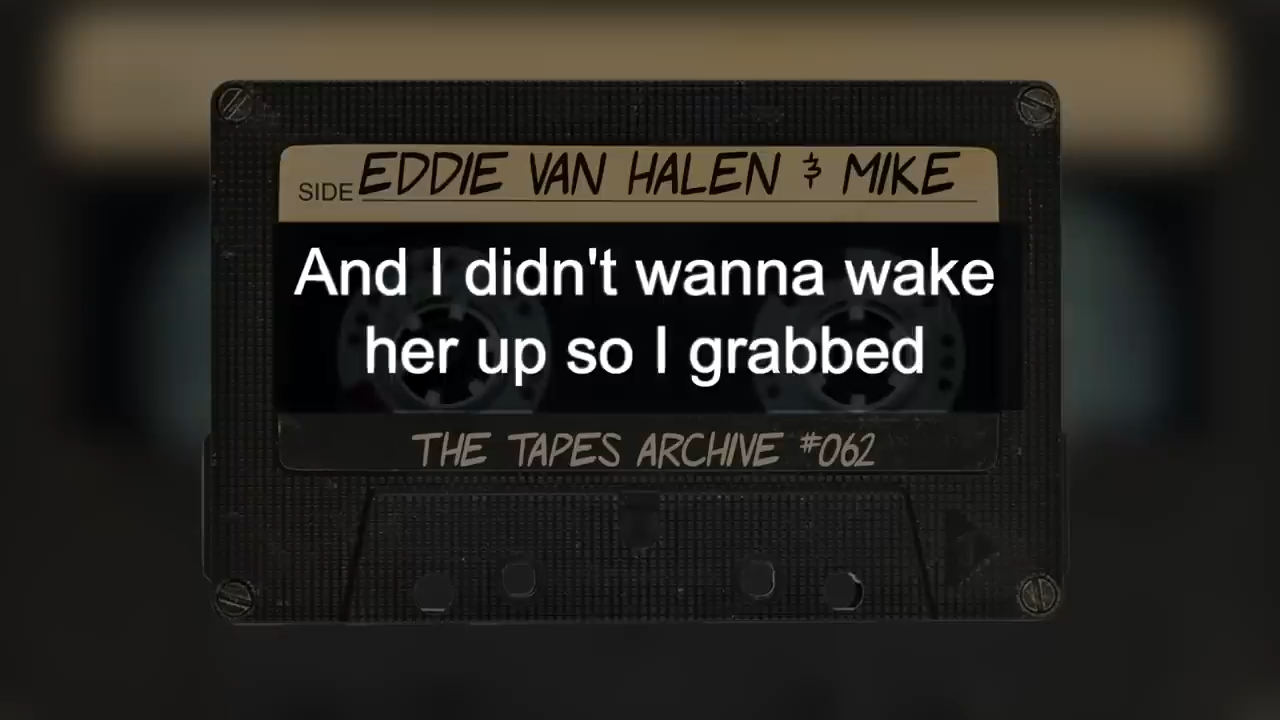 SIDE EDDIE VAN HALEN & MIKE
And I didn't wanna wake
her up so I grabbed
THE TAPES ARCHIVE #062